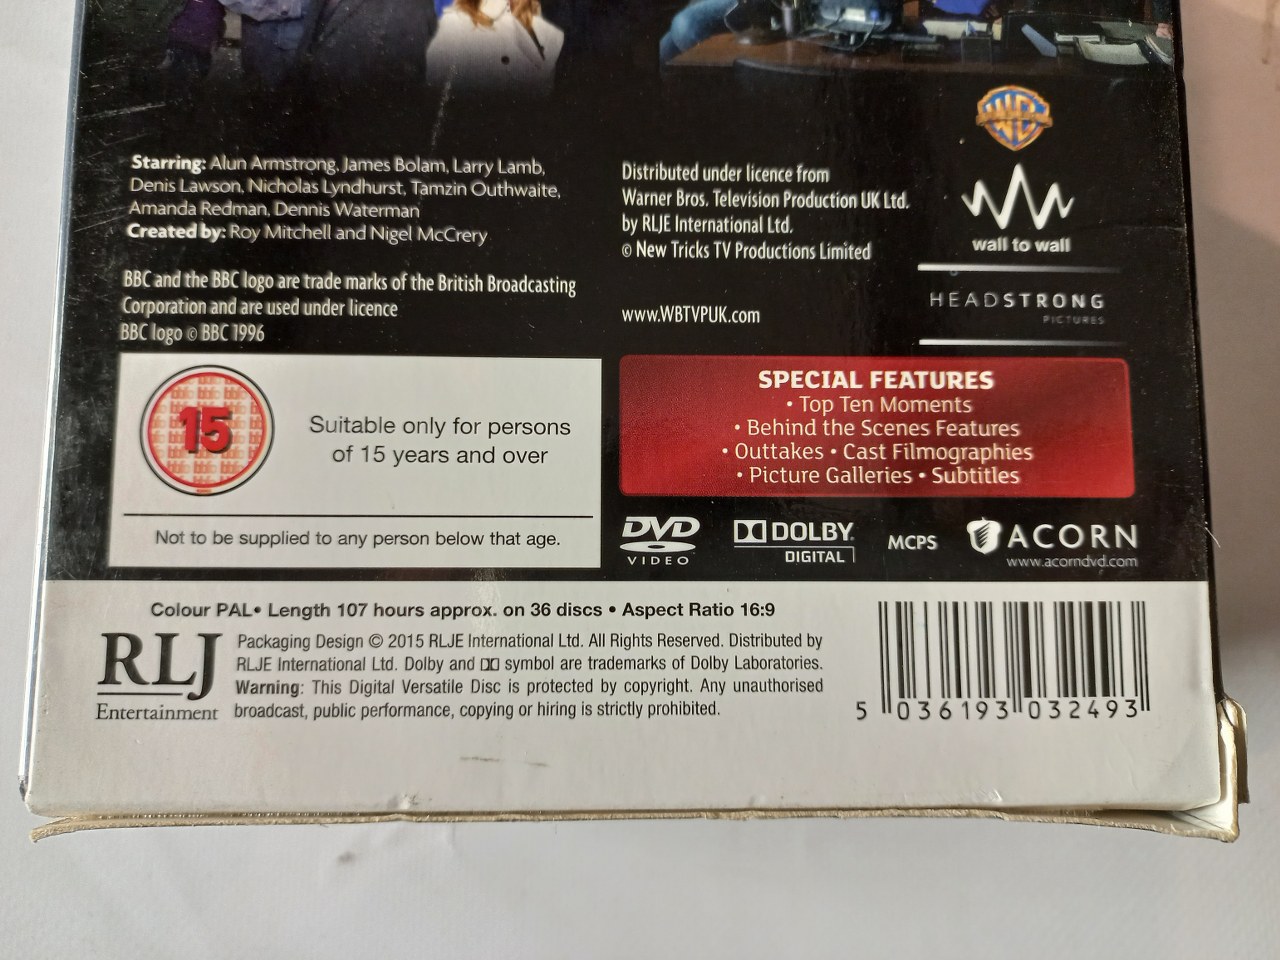 Starring: Alun Armstrong, James Bolam, Larry Lamb,
Denis Lawson, Nicholas Lyndhurst, Tamzin Outhwaite,
Amanda Redman, Dennis Waterman
Created by: Roy Mitchell and Nigel McCrery
BBC and the BBC logo are trade marks of the British Broadcasting
Corporation and are used under licence
BBC logo © BBC 1996
Distributed under licence from
Warner Bros. Television Production UK Ltd.
by RLJE International Ltd.
© New Tricks TV Productions Limited
www.WBTVPUK.com
WB
wall to wall
HEADSTRONG
PICTURES
15
Suitable only for persons
of 15 years and over
Not to be supplied to any person below that age.
SPECIAL FEATURES
• Top Ten Moments
• Behind the Scenes Features
• Outtakes • Cast Filmographies
• Picture Galleries • Subtitles
DVD
VIDEO
DOLBY
DIGITAL
MCPS
ACORN
www.acorndvd.com
Colour PAL• Length 107 hours approx. on 36 discs • Aspect Ratio 16:9
RLJ
Entertainment
Packaging Design © 2015 RLJE International Ltd. All Rights Reserved. Distributed by
RLJE International Ltd. Dolby and symbol are trademarks of Dolby Laboratories.
Warning: This Digital Versatile Disc is protected by copyright. Any unauthorised
broadcast, public performance, copying or hiring is strictly prohibited.
5 036193 032493